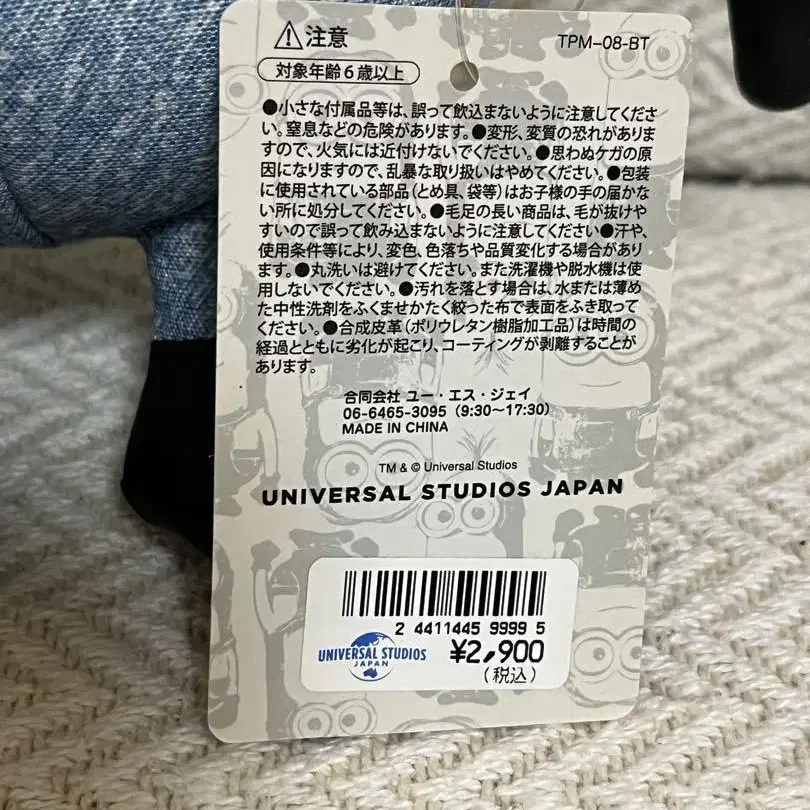 ⚠注意
TPM-08-BT
対象年齢6歳以上
●小さな付属品等は、誤って飲込まないように注意してくださ
い。窒息などの危険があります。●変形、変質の恐れがありま
すので、火気には近付けないでください。●思わぬケガの原
因になりますので、乱暴な取り扱いはやめてください。●包装
に使用されている部品(とめ具、袋等)はお子様の手の届かな
い所に処分してください。●毛足の長い商品は、毛が抜けや
すいので誤って飲み込まないように注意してください●汗や、
使用条件等により、変色、色落ちや品質変化する場合があり
ます。●丸洗いは避けてください。また洗濯機や脱水機は使
用しないでください。●汚れを落とす場合は、水または薄め
た中性洗剤をふくませかたく絞った布で表面をふき取って
ください。●合成皮革(ポリウレタン樹脂加工品)は時間の
経過とともに劣化が起こり、コーティングが剥離することが
あります。
合同会社 ユー・エス・ジェイ
06-6465-3095 (9:30〜17:30)
MADE IN CHINA
TM & © Universal Studios
UNIVERSAL STUDIOS JAPAN
2 4411445 9999 5
UNIVERSAL STUDIOS
JAPAN
¥2,900
(税込)